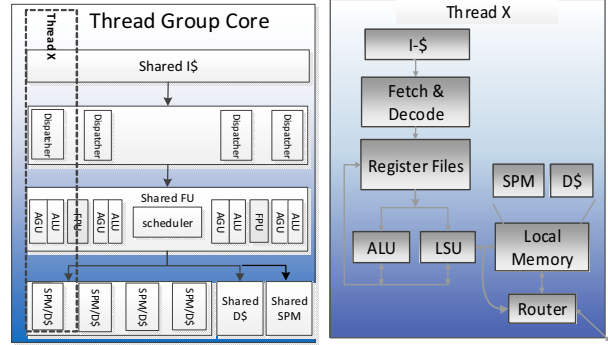 Thread Group Core
Thread X
Shared I$
Dispatcher
Dispatcher
Dispatcher
Dispatcher
Shared FU
AGU
ALU
FPU
AGU
ALU
scheduler
AGU
ALU
FPU
AGU
ALU
SPM/D$
SPM/D$
SPM/D$
SPM/D$
Shared
D$
Shared
SPM
Thread X
I-$
Fetch &
Decode
Register Files
SPM
D$
ALU
LSU
Local
Memory
Router